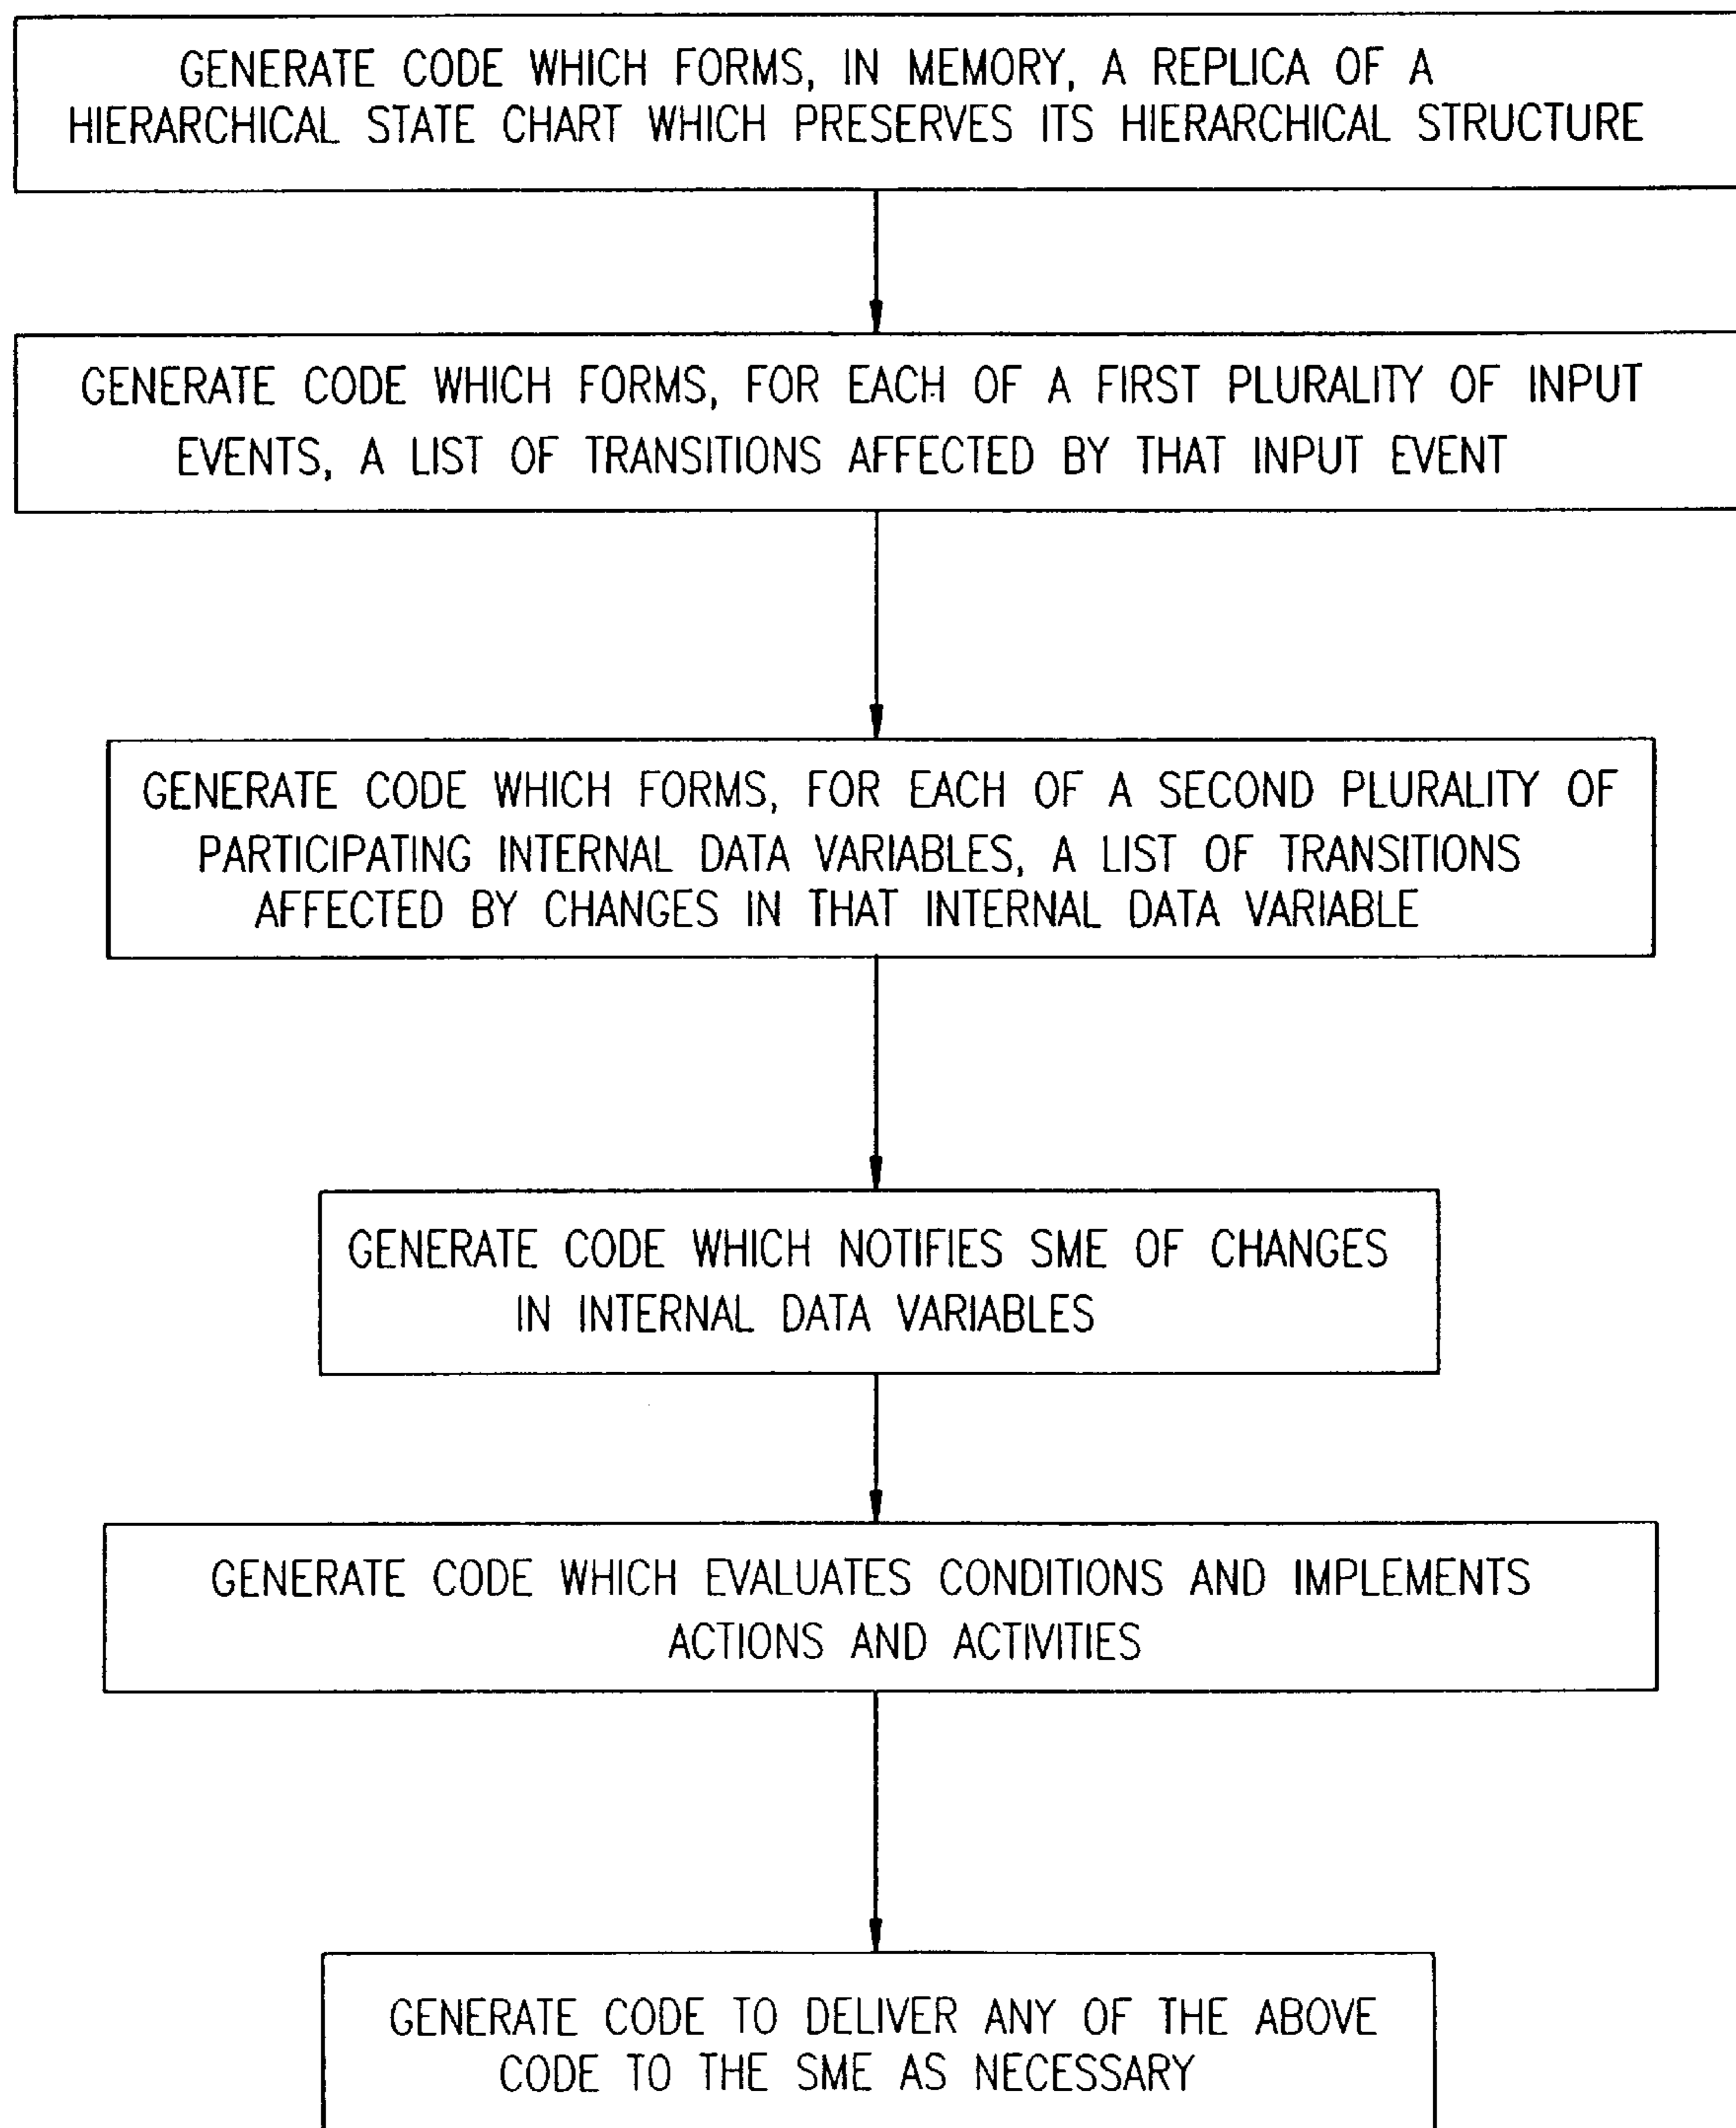 GENERATE CODE WHICH FORMS, IN MEMORY, A REPLICA OF A
HIERARCHICAL STATE CHART WHICH PRESERVES ITS HIERARCHICAL STRUCTURE
GENERATE CODE WHICH FORMS, FOR EACH OF A FIRST PLURALITY OF INPUT
EVENTS, A LIST OF TRANSITIONS AFFECTED BY THAT INPUT EVENT
GENERATE CODE WHICH FORMS, FOR EACH OF A SECOND PLURALITY OF
PARTICIPATING INTERNAL DATA VARIABLES, A LIST OF TRANSITIONS
AFFECTED BY CHANGES IN THAT INTERNAL DATA VARIABLE
GENERATE CODE WHICH NOTIFIES SME OF CHANGES
IN INTERNAL DATA VARIABLES
GENERATE CODE WHICH EVALUATES CONDITIONS AND IMPLEMENTS
ACTIONS AND ACTIVITIES
GENERATE CODE TO DELIVER ANY OF THE ABOVE
CODE TO THE SME AS NECESSARY